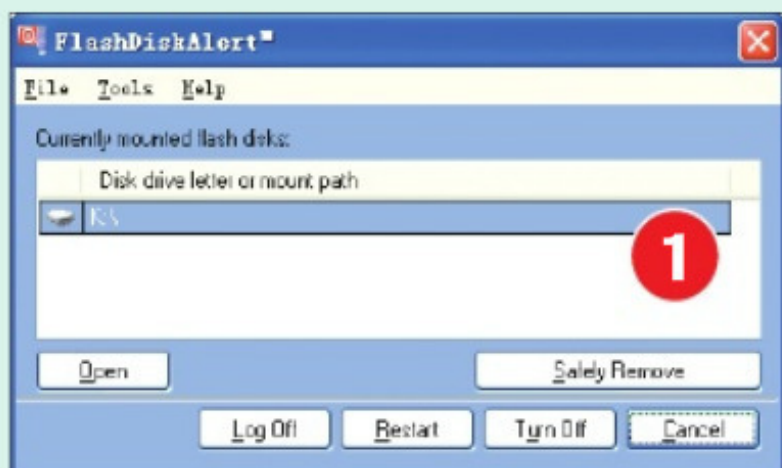 FlashDiskAlert
File Tools Help
Currently mounted flash disks:
Disk drive letter or mount path
K:\
1
Open Safely Remove
Log Off Restart Turn Off Cancel